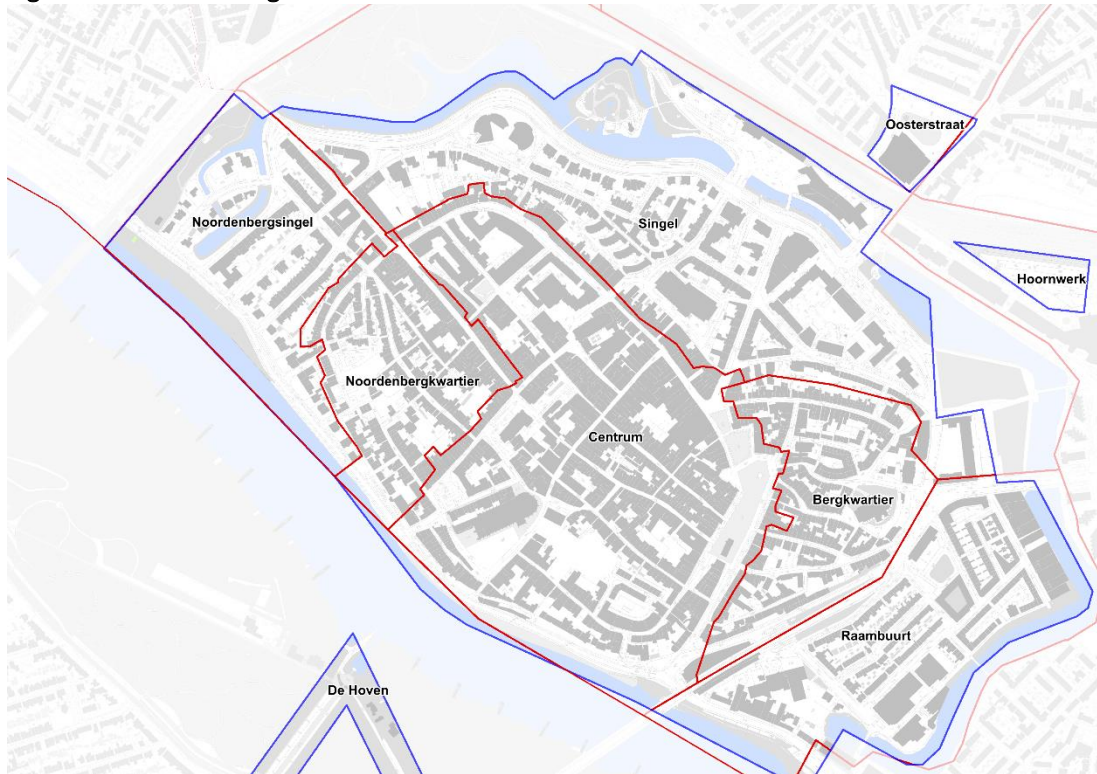 Oosterstraat
Noordenbergsingel
Singel
Hoornwerk
Noordenbergkwartier
Centrum
Bergkwartier
Raambuurt
De Hoven